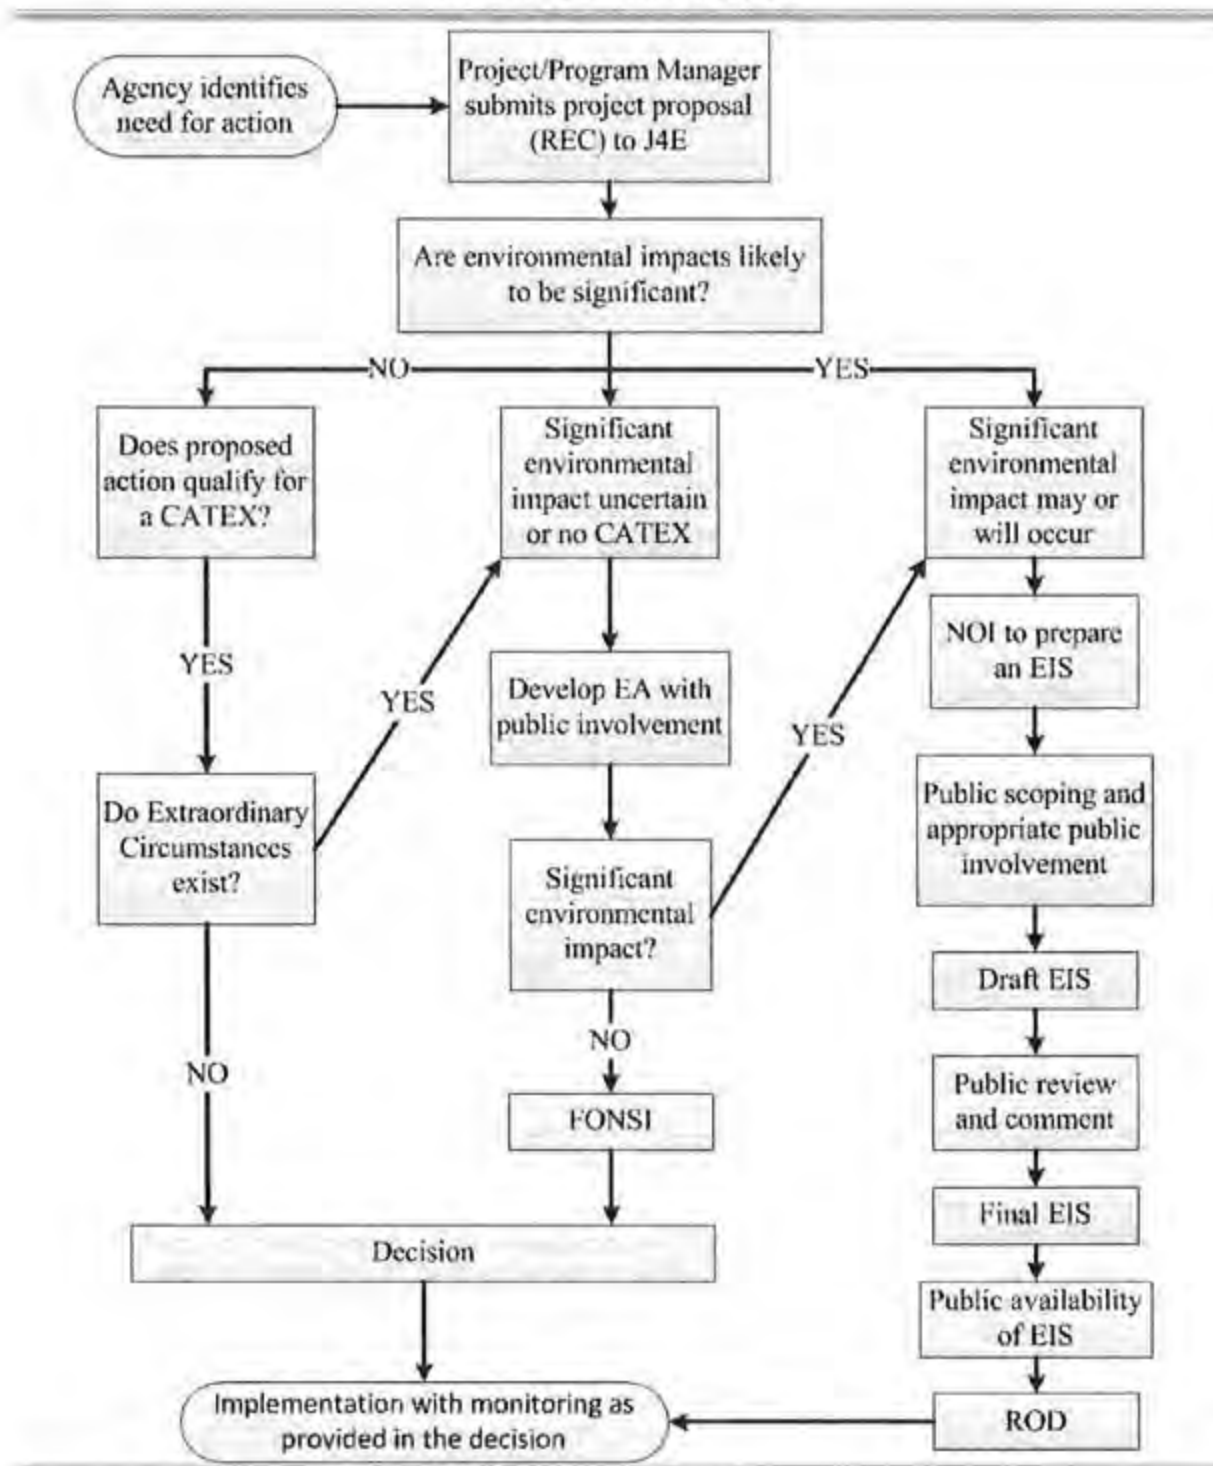 Agency identifies
need for action
Project/Program Manager
submits project proposal
(REC) to J4E
Are environmental impacts likely
to be significant?
NO
YES
Does proposed
action qualify for
a CATEX?
Significant
environmental
impact uncertain
or no CATEX
Significant
environmental
impact may or
will occur
YES
YES
YES
Develop EA with
public involvement
NOI to prepare
an EIS
Do Extraordinary
Circumstances
exist?
Significant
environmental
impact?
Public scoping and
appropriate public
involvement
Draft EIS
NO
NO
Public review
and comment
FONSI
Final EIS
Decision
Public availability
of EIS
ROD
Implementation with monitoring as
provided in the decision